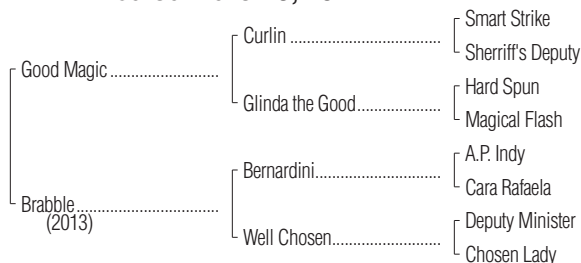 Smart Strike
Curlin ........................................
Sherriff's Deputy
Good Magic .............................
Hard Spun
Glinda the Good......................
Magical Flash
A.P. Indy
Bernardini.................................
Cara Rafaela
Brabble......................................
(2013)
Deputy Minister
Well Chosen.............................
Chosen Lady